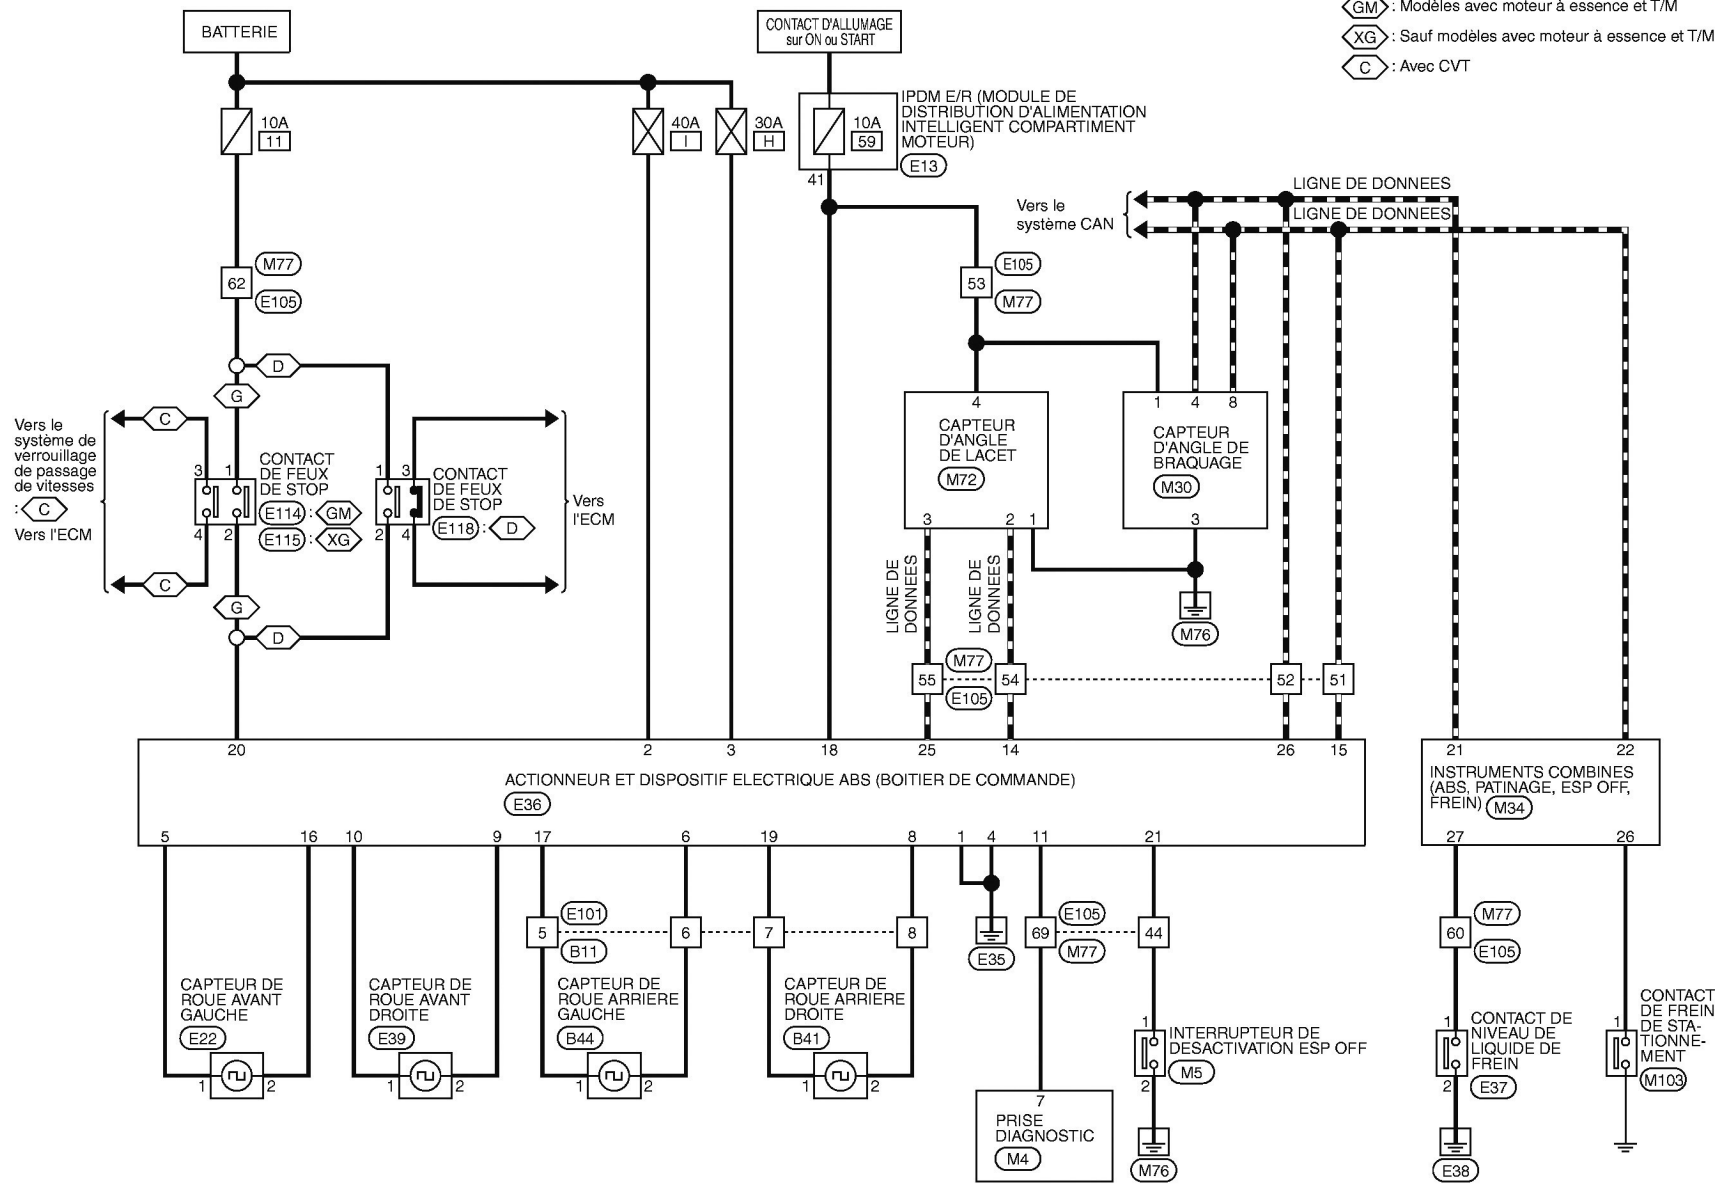 GM : Modèles avec moteur à essence et T/M
XG : Sauf modèles avec moteur à essence et T/M
C : Avec CVT
BATTERIE
CONTACT D'ALLUMAGE
sur ON ou START
10A
11
40A
I
30A
H
10A
59
IPDM E/R (MODULE DE
DISTRIBUTION D'ALIMENTATION
INTELLIGENT COMPARTIMENT
MOTEUR)
E13
41
LIGNE DE DONNEES
LIGNE DE DONNEES
Vers le
système CAN
M77
62
E105
E105
53
M77
D
G
C
Vers le
système de
verrouillage
de passage
de vitesses
: C
Vers l'ECM
3 1
CONTACT
DE FEUX
DE STOP
E114 : GM
E115 : XG
4 2
1 3
CONTACT
DE FEUX
DE STOP
E118 : D
2 4
Vers
l'ECM
C
G
D
4
CAPTEUR
D'ANGLE
DE LACET
M72
3 2 1
1 4 8
CAPTEUR
D'ANGLE DE
BRAQUAGE
M30
3
M76
LIGNE DE
DONNEES
LIGNE DE
DONNEES
M77
55 54 52 51
E105
20 2 3 18 25 14 26 15
ACTIONNEUR ET DISPOSITIF ELECTRIQUE ABS (BOITIER DE COMMANDE)
E36
5 16 10 9 17 6 19 8 1 4 11 21
21 22
INSTRUMENTS COMBINES
(ABS, PATINAGE, ESP OFF,
FREIN) M34
27 26
E101
5 6 7 8
B11
E35
E105
69 44
M77
M77
60
E105
CAPTEUR DE
ROUE AVANT
GAUCHE
E22
1 2
CAPTEUR DE
ROUE AVANT
DROITE
E39
1 2
CAPTEUR DE
ROUE ARRIERE
GAUCHE
B44
1 2
CAPTEUR DE
ROUE ARRIERE
DROITE
B41
1 2
7
PRISE
DIAGNOSTIC
M4
1
INTERRUPTEUR DE
DESACTIVATION ESP OFF
M5
2
M76
1
CONTACT DE
NIVEAU DE
LIQUIDE DE
FREIN
E37
2
E38
CONTACT
DE FREIN
DE STA-
TIONNE-
MENT
M103
1